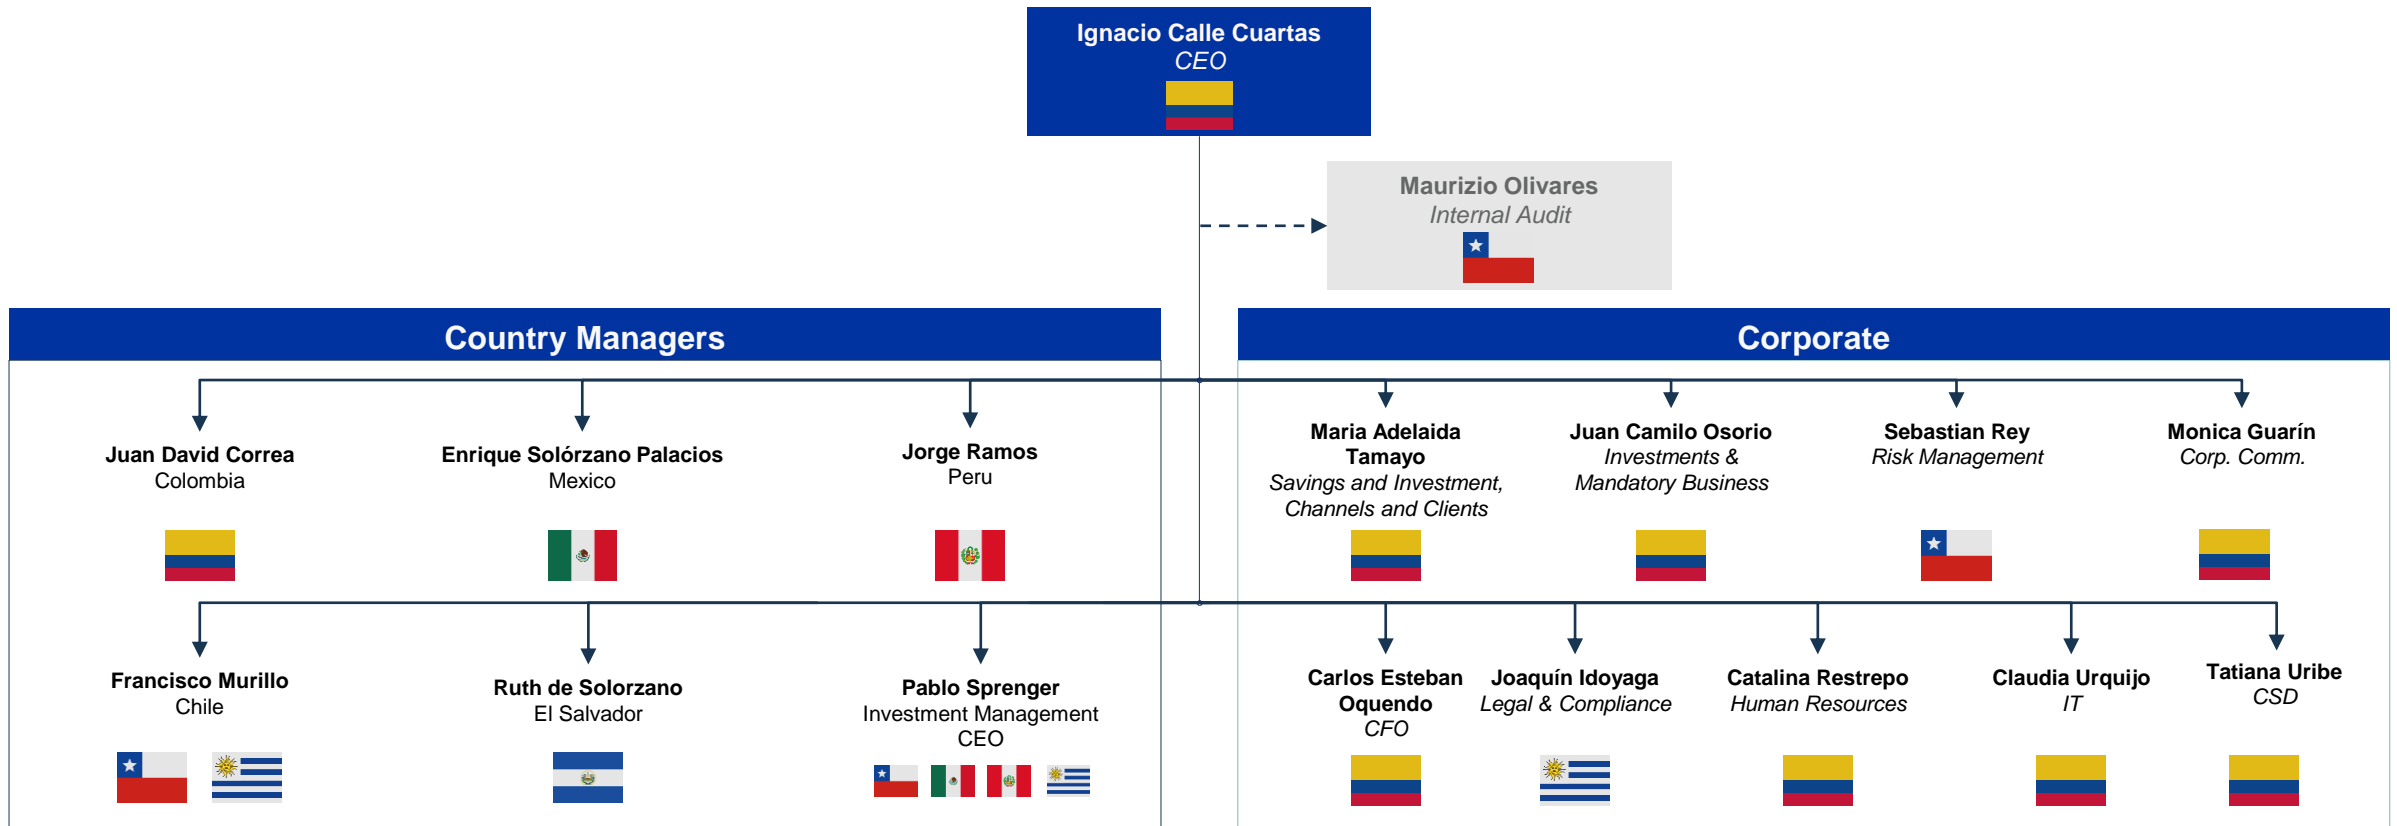 Ignacio Calle Cuartas
CEO
Maurizio Olivares
Internal Audit
Country Managers
Juan David Correa
Colombia
Enrique Solórzano Palacios
Mexico
Jorge Ramos
Peru
Francisco Murillo
Chile
Ruth de Solorzano
El Salvador
Pablo Sprenger
Investment Management
CEO
Corporate
Maria Adelaida
Tamayo
Savings and Investment,
Channels and Clients
Juan Camilo Osorio
Investments &
Mandatory Business
Sebastian Rey
Risk Management
Monica Guarín
Corp. Comm.
Carlos Esteban
Oquendo
CFO
Joaquín Idoyaga
Legal & Compliance
Catalina Restrepo
Human Resources
Claudia Urquijo
IT
Tatiana Uribe
CSD